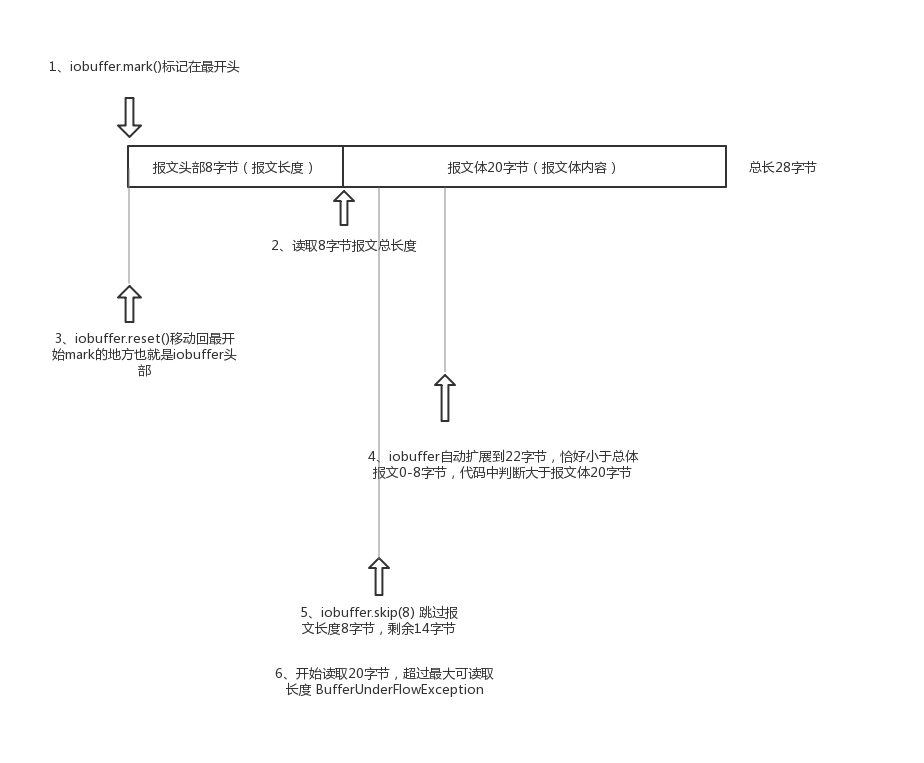 1、iobuffer.mark()标记在最开头
报文头部8字节（报文长度）
报文体20字节（报文体内容）
总长28字节
2、读取8字节报文总长度
3、iobuffer.reset()移动回最开
始mark的地方也就是iobuffer头
部
4、iobuffer自动扩展到22字节，恰好小于总体
报文0-8字节，代码中判断大于报文体20字节
5、iobuffer.skip(8) 跳过报
文长度8字节，剩余14字节
6、开始读取20字节，超过最大可读取
长度 BufferUnderFlowException